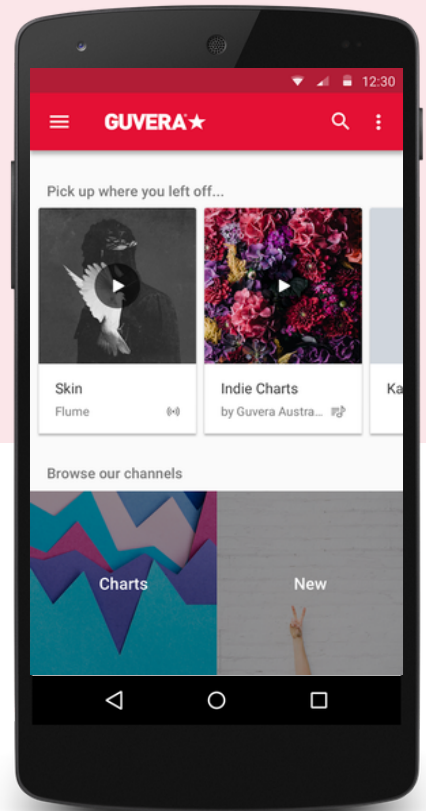 12:30
GUVERA★
Pick up where you left off...
Skin
Flume
Indie Charts
by Guvera Austra...
Ka
Browse our channels
Charts
New